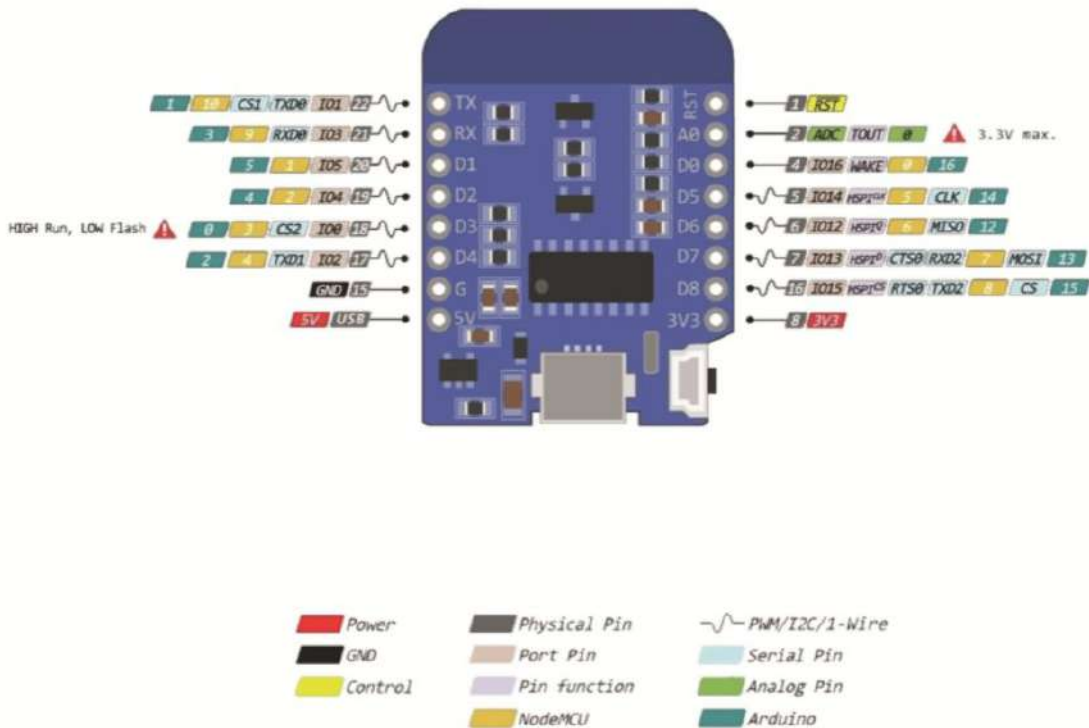 1 10 CS1 TXD0 IO1 22 TX RST 1 RST
3 9 RXD0 IO3 21 RX A0 2 ADC TOUT 0 3.3V max.
5 1 IO5 20 D1 D0 4 IO16 WAKE 0 16
4 2 IO4 19 D2 D5 5 IO14 HSPICLK 5 CLK 14
HIGH Run, LOW Flash 0 3 CS2 IO0 18 D3 D6 6 IO12 HSPIQ 6 MISO 12
2 4 TXD1 IO2 17 D4 D7 7 IO13 HSPID CTS0 RXD2 7 MOSI 13
GND 15 G D8 16 IO15 HSPICS RTS0 TXD2 8 CS 15
5V USB 5V 3V3 8 3V3
Power Physical Pin PWM/I2C/1-Wire
GND Port Pin Serial Pin
Control Pin function Analog Pin
NodeMCU Arduino